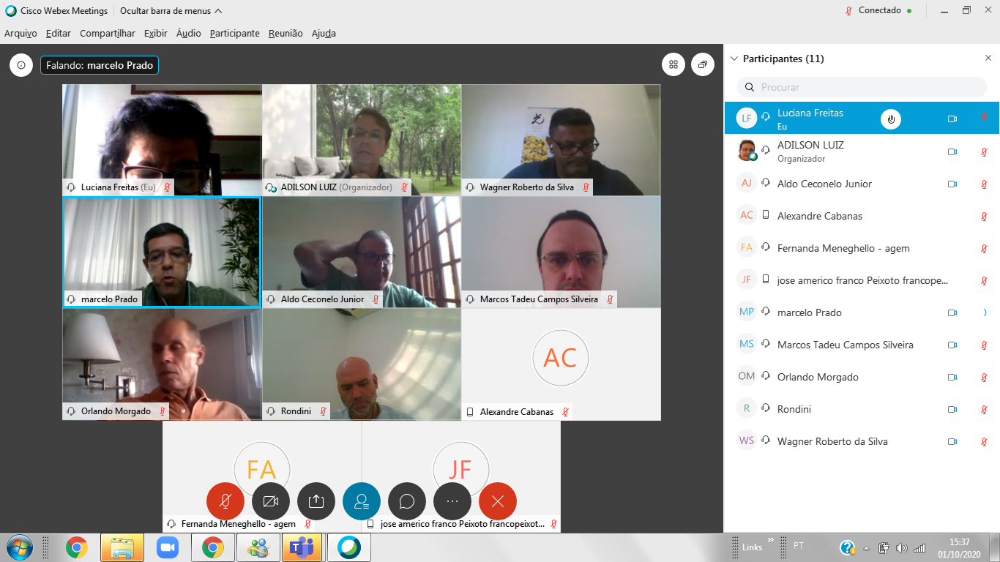 Cisco Webex Meetings
Ocultar barra de menus
Conectado
Arquivo Editar Compartilhar Exibir Áudio Participante Reunião Ajuda
Falando: marcelo Prado
Luciana Freitas (Eu)
ADILSON LUIZ (Organizador)
Wagner Roberto da Silva
marcelo Prado
Aldo Ceconelo Junior
Marcos Tadeu Campos Silveira
Orlando Morgado
Rondini
AC
Alexandre Cabanas
FA
Fernanda Meneghello - agem
JF
jose americo franco Peixoto francopeixot...
Participantes (11)
Procurar
LF Luciana Freitas
Eu
ADILSON LUIZ
Organizador
AJ Aldo Ceconelo Junior
AC Alexandre Cabanas
FA Fernanda Meneghello - agem
JF jose americo franco Peixoto francope...
MP marcelo Prado
MS Marcos Tadeu Campos Silveira
OM Orlando Morgado
R Rondini
WS Wagner Roberto da Silva
Links
PT
15:37
01/10/2020